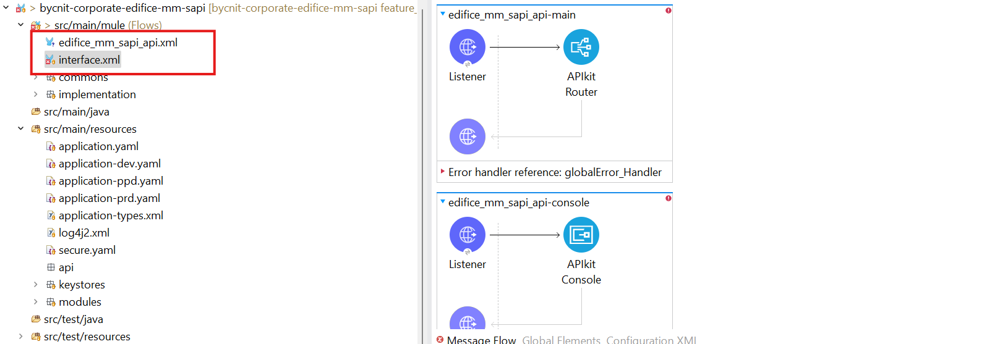 > bycnit-corporate-edifice-mm-sapi [bycnit-corporate-edifice-mm-sapi feature_
> src/main/mule (Flows)
edifice_mm_sapi_api.xml
interface.xml
commons
implementation
src/main/java
src/main/resources
application.yaml
application-dev.yaml
application-ppd.yaml
application-prd.yaml
application-types.xml
log4j2.xml
secure.yaml
api
keystores
modules
src/test/java
src/test/resources
edifice_mm_sapi_api-main
Listener
APIkit
Router
Error handler reference: globalError_Handler
edifice_mm_sapi_api-console
Listener
APIkit
Console
Message Flow Global Elements Configuration XML